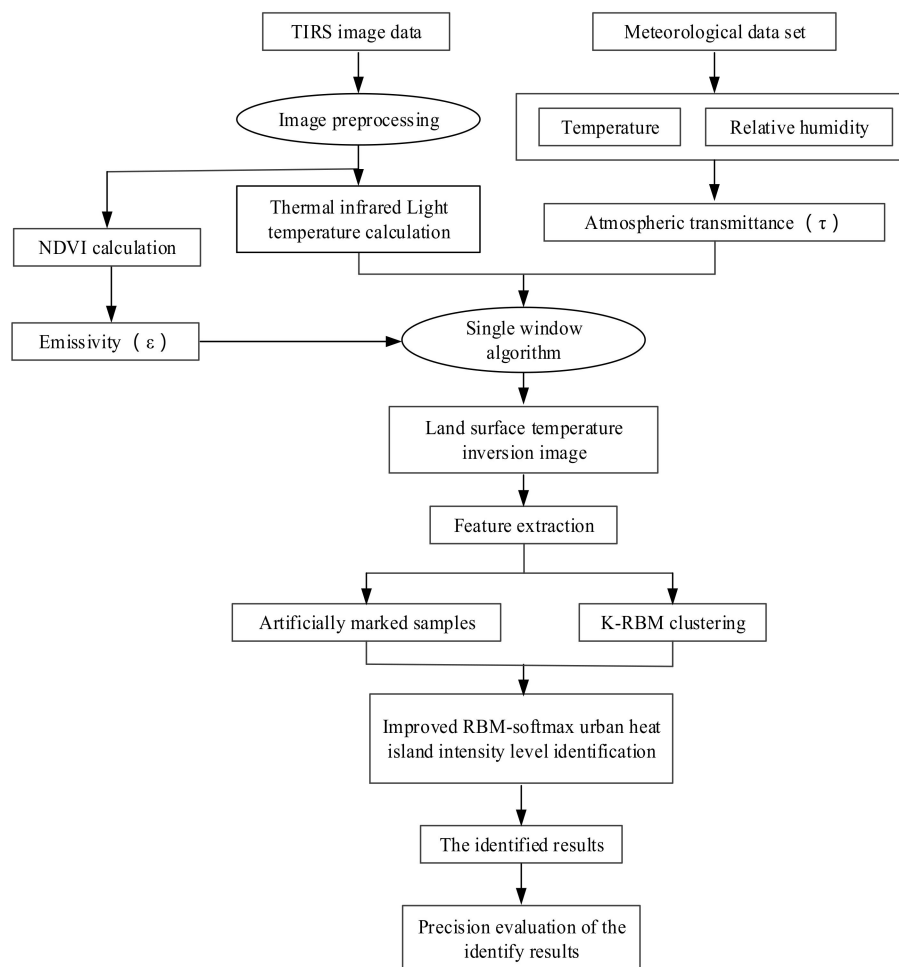 TIRS image data
Meteorological data set
Image preprocessing
Temperature
Relative humidity
Thermal infrared Light
temperature calculation
Atmospheric transmittance（τ）
NDVI calculation
Emissivity（ε）
Single window
algorithm
Land surface temperature
inversion image
Feature extraction
Artificially marked samples
K-RBM clustering
Improved RBM-softmax urban heat
island intensity level identification
The identified results
Precision evaluation of the
identify results